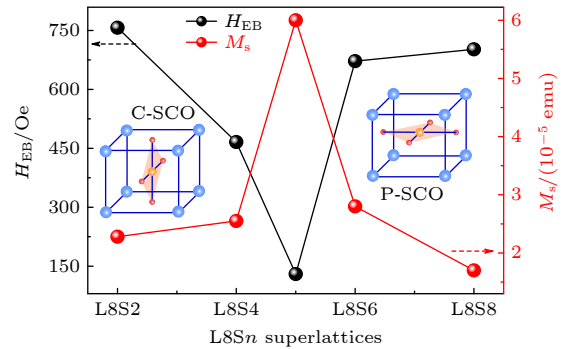 H_EB
M_s
750
600
450
300
150
H_EB/Oe
C-SCO
P-SCO
6
5
4
3
2
M_s/(10⁻⁵ emu)
L8S2
L8S4
L8S5
L8S6
L8S8
L8Sn superlattices